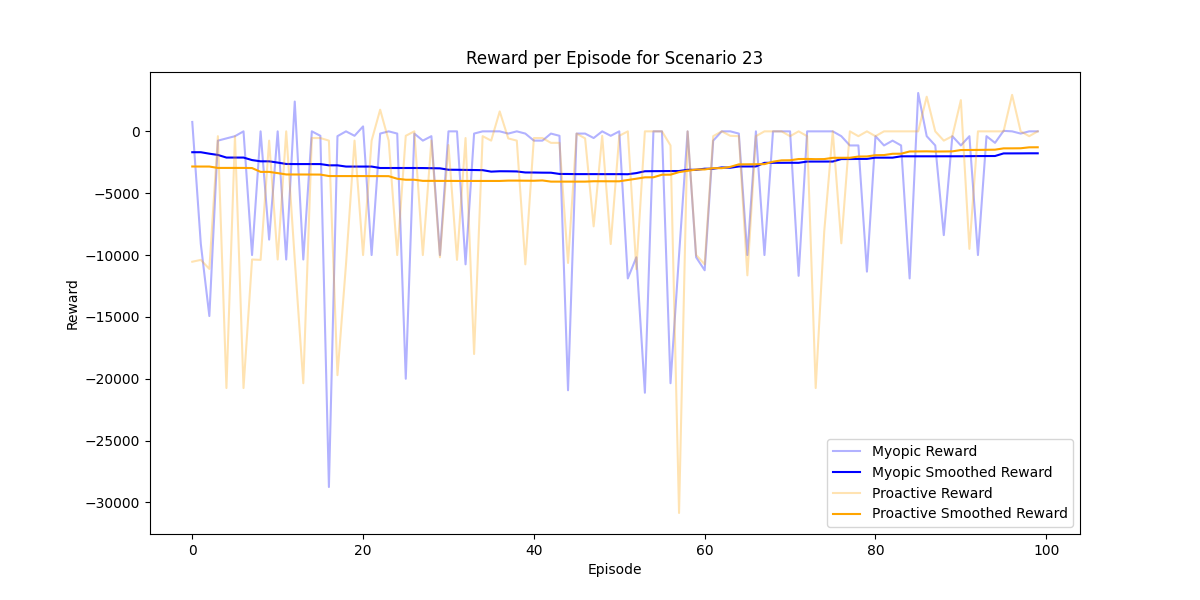 Reward per Episode for Scenario 23
Reward
0
−5000
−10000
−15000
−20000
−25000
−30000
0 20 40 60 80 100
Episode
Myopic Reward
Myopic Smoothed Reward
Proactive Reward
Proactive Smoothed Reward